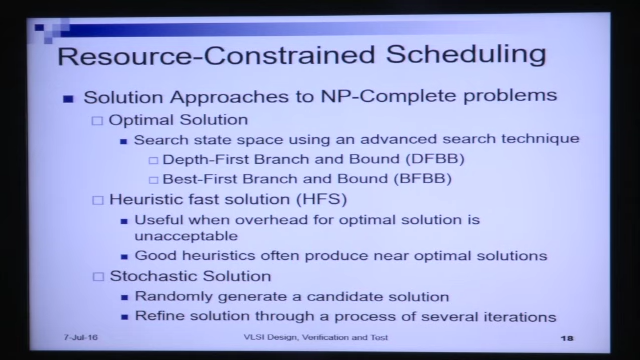 Resource-Constrained Scheduling
Solution Approaches to NP-Complete problems
Optimal Solution
Search state space using an advanced search technique
Depth-First Branch and Bound (DFBB)
Best-First Branch and Bound (BFBB)
Heuristic fast solution (HFS)
Useful when overhead for optimal solution is
unacceptable
Good heuristics often produce near optimal solutions
Stochastic Solution
Randomly generate a candidate solution
Refine solution through a process of several iterations
7-Jul-16 VLSI Design, Verification and Test 18